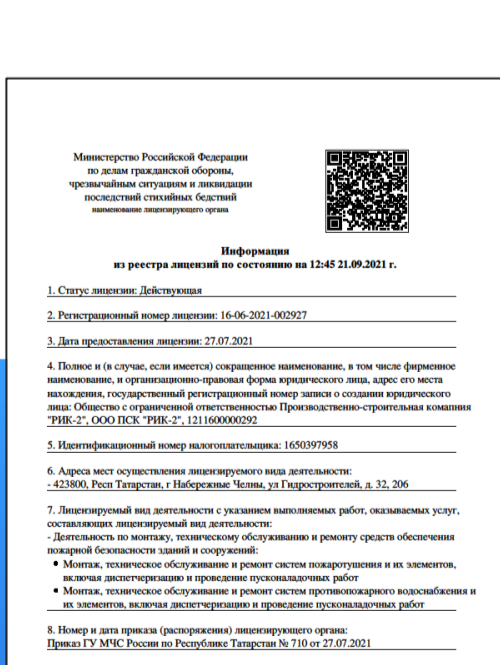 Министерство Российской Федерации
по делам гражданской обороны,
чрезвычайным ситуациям и ликвидации
последствий стихийных бедствий
наименование лицензирующего органа
Информация
из реестра лицензий по состоянию на 12:45 21.09.2021 г.
1. Статус лицензии: Действующая
2. Регистрационный номер лицензии: 16-06-2021-002927
3. Дата предоставления лицензии: 27.07.2021
4. Полное и (в случае, если имеется) сокращенное наименование, в том числе фирменное
наименование, и организационно-правовая форма юридического лица, адрес его места
нахождения, государственный регистрационный номер записи о создании юридического
лица: Общество с ограниченной ответственностью Производственно-строительная компания
"РИК-2", ООО ПСК "РИК-2", 1211600000292
5. Идентификационный номер налогоплательщика: 1650397958
6. Адреса мест осуществления лицензируемого вида деятельности:
- 423800, Респ Татарстан, г Набережные Челны, ул Гидростроителей, д. 32, 206
7. Лицензируемый вид деятельности с указанием выполняемых работ, оказываемых услуг,
составляющих лицензируемый вид деятельности:
- Деятельность по монтажу, техническому обслуживанию и ремонту средств обеспечения
пожарной безопасности зданий и сооружений:
• Монтаж, техническое обслуживание и ремонт систем пожаротушения и их элементов,
включая диспетчеризацию и проведение пусконаладочных работ
• Монтаж, техническое обслуживание и ремонт систем противопожарного водоснабжения и
их элементов, включая диспетчеризацию и проведение пусконаладочных работ
8. Номер и дата приказа (распоряжения) лицензирующего органа:
Приказ ГУ МЧС России по Республике Татарстан № 710 от 27.07.2021